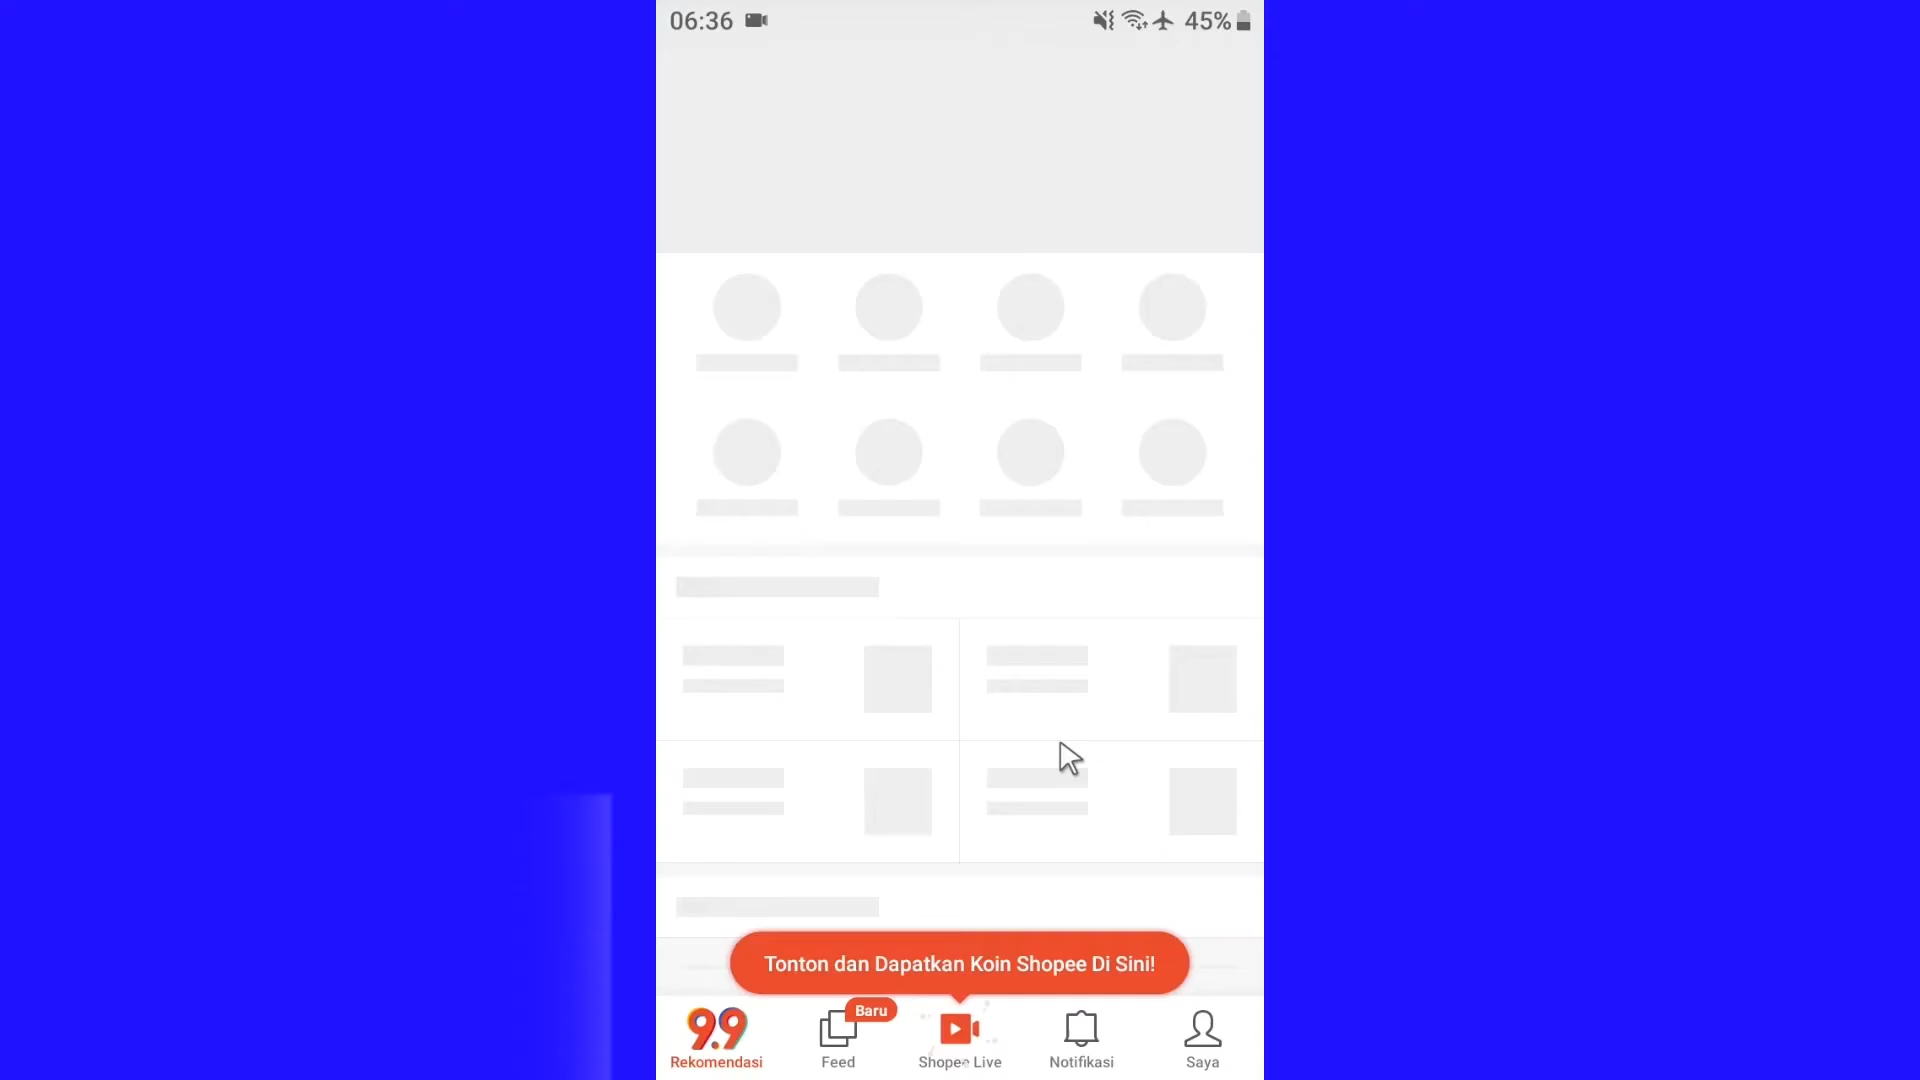 06:36
45%
Tonton dan Dapatkan Koin Shopee Di Sini!
9.9
Baru
Rekomendasi
Feed
Shopee Live
Notifikasi
Saya